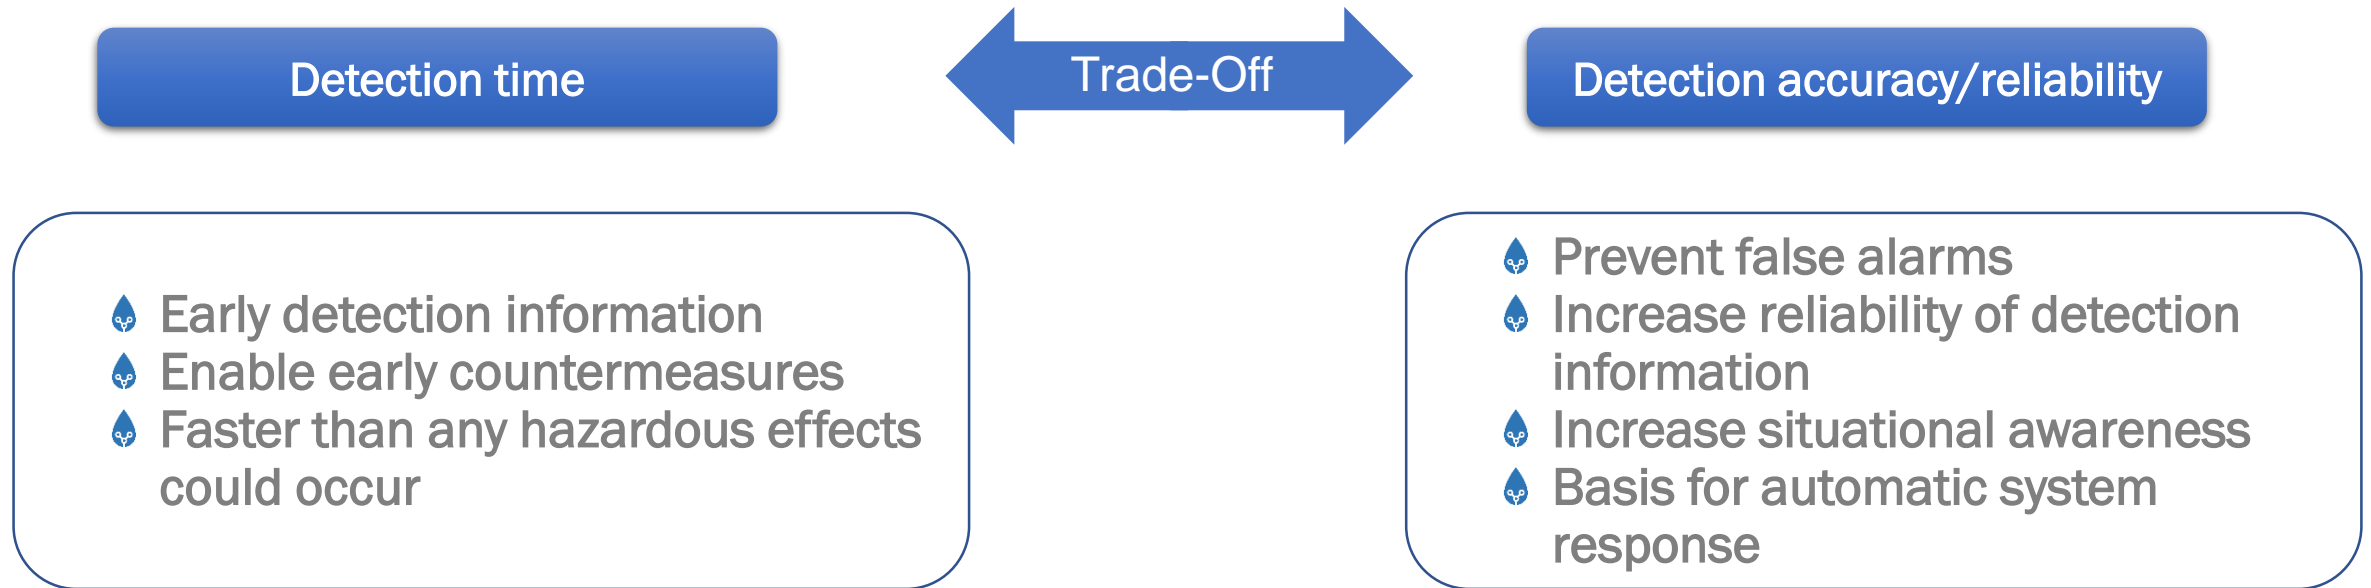 Detection time
Trade-Off
Detection accuracy/reliability
Early detection information
Enable early countermeasures
Faster than any hazardous effects
could occur
Prevent false alarms
Increase reliability of detection
information
Increase situational awareness
Basis for automatic system
response